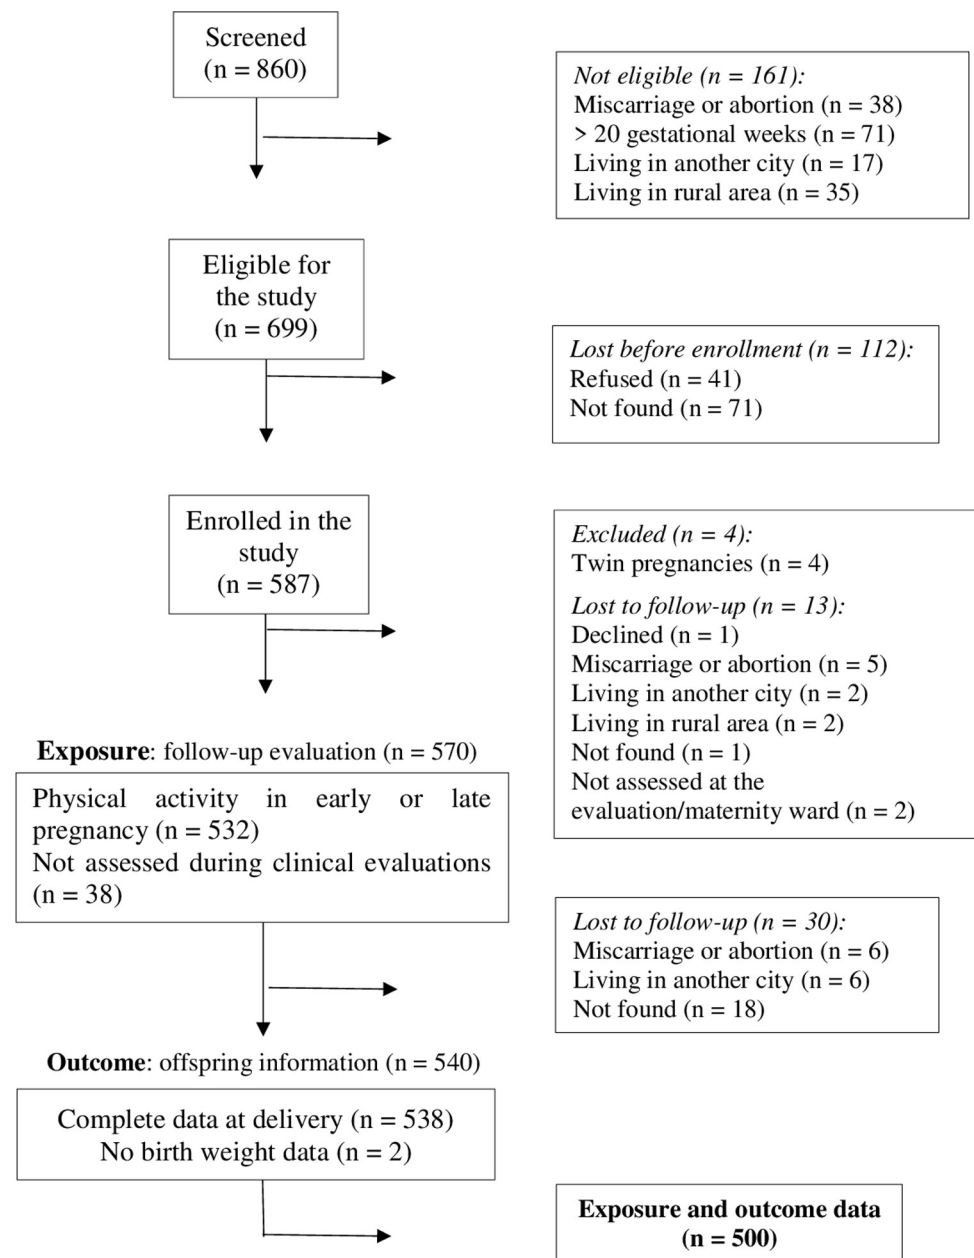 Screened
(n = 860)
Not eligible (n = 161):
Miscarriage or abortion (n = 38)
> 20 gestational weeks (n = 71)
Living in another city (n = 17)
Living in rural area (n = 35)
Eligible for
the study
(n = 699)
Lost before enrollment (n = 112):
Refused (n = 41)
Not found (n = 71)
Enrolled in the
study
(n = 587)
Excluded (n = 4):
Twin pregnancies (n = 4)
Lost to follow-up (n = 13):
Declined (n = 1)
Miscarriage or abortion (n = 5)
Living in another city (n = 2)
Living in rural area (n = 2)
Not found (n = 1)
Not assessed at the
evaluation/maternity ward (n = 2)
Exposure: follow-up evaluation (n = 570)
Physical activity in early or late
pregnancy (n = 532)
Not assessed during clinical evaluations
(n = 38)
Lost to follow-up (n = 30):
Miscarriage or abortion (n = 6)
Living in another city (n = 6)
Not found (n = 18)
Outcome: offspring information (n = 540)
Complete data at delivery (n = 538)
No birth weight data (n = 2)
Exposure and outcome data
(n = 500)